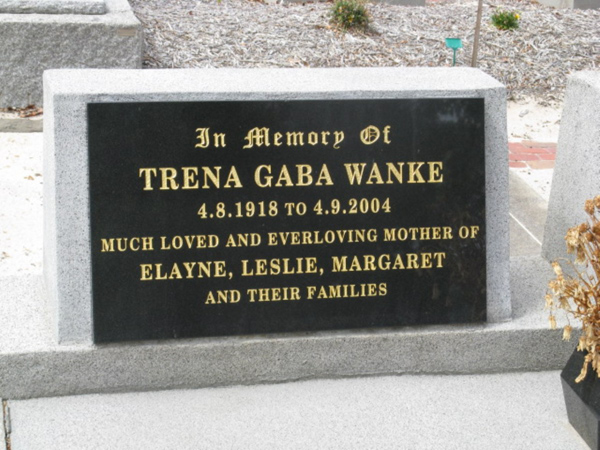 In Memory Of
TRENA GABA WANKE
4.8.1918 TO 4.9.2004
MUCH LOVED AND EVERLOVING MOTHER OF
ELAYNE, LESLIE, MARGARET
AND THEIR FAMILIES